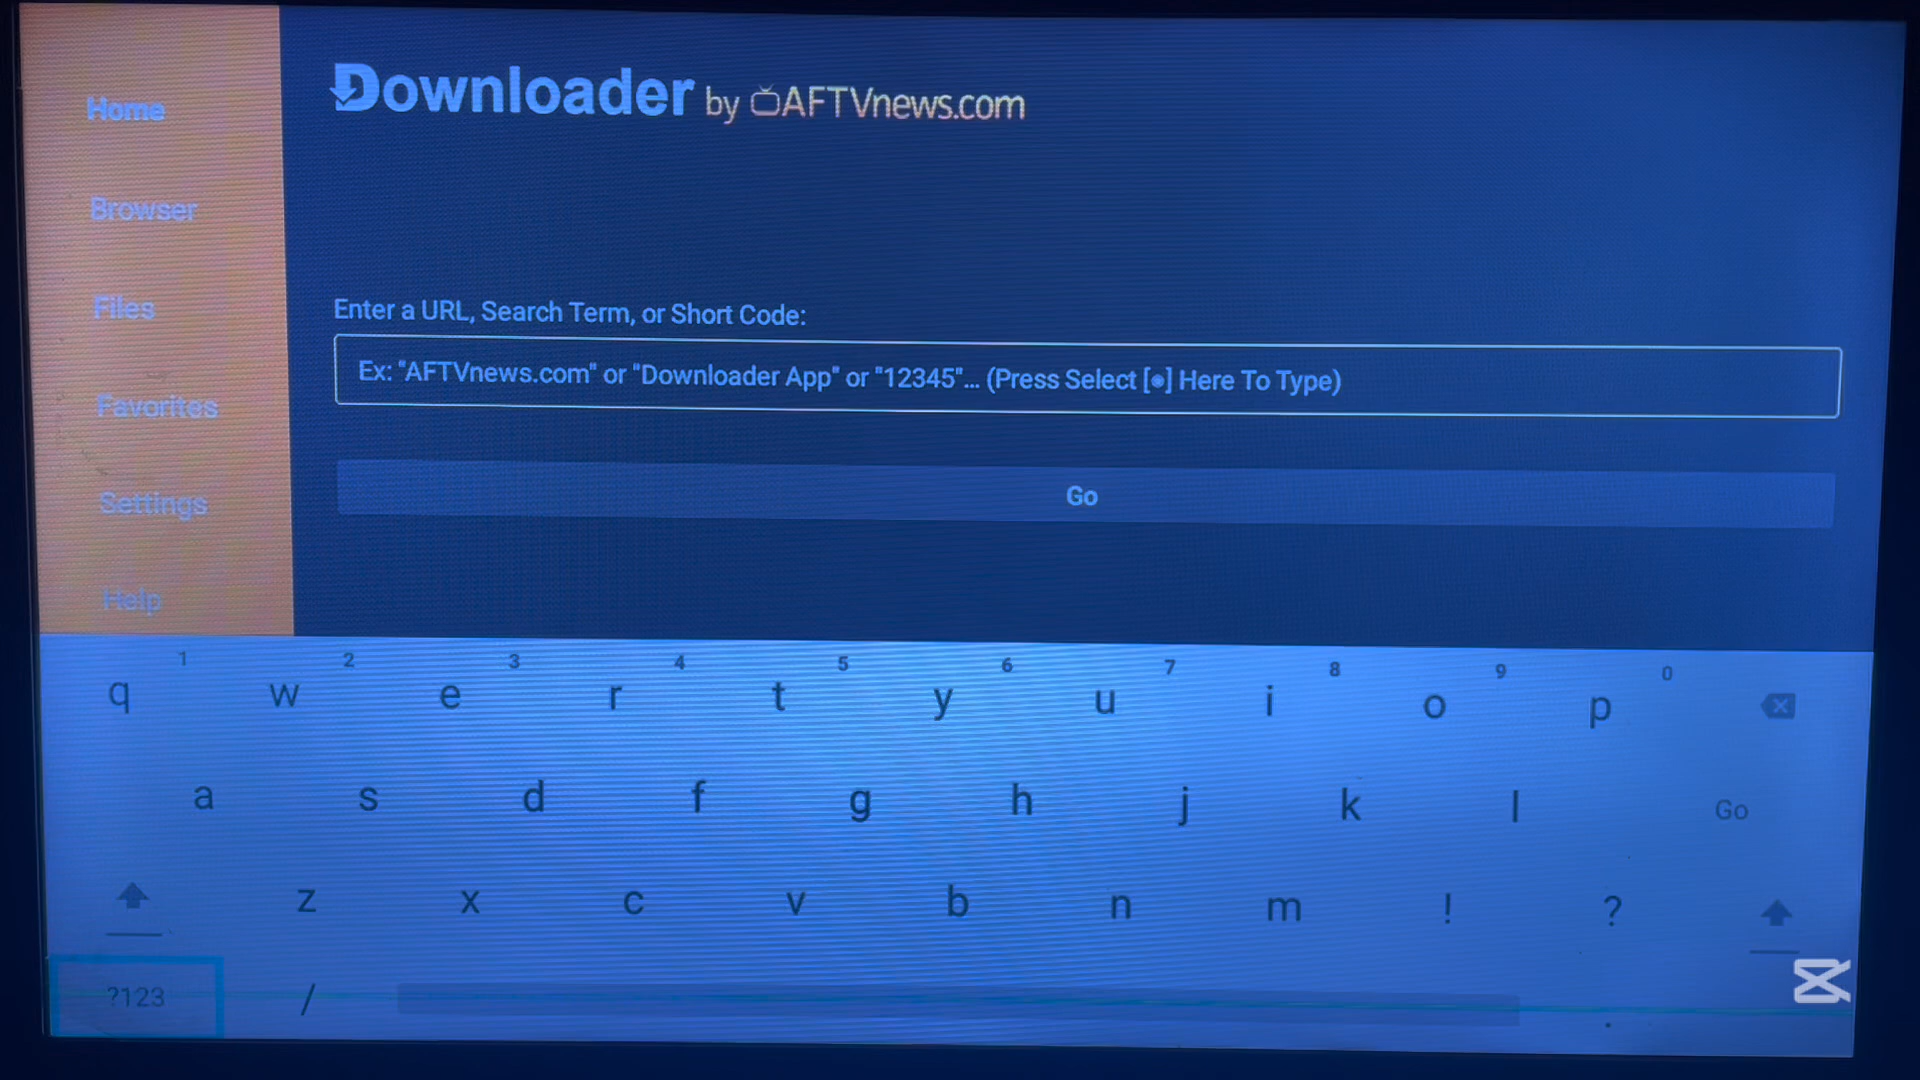 Downloader by AFTVnews.com
Home
Browser
Files
Favorites
Settings
Help
Enter a URL, Search Term, or Short Code:
Ex: "AFTVnews.com" or "Downloader App" or "12345"... (Press Select [●] Here To Type)
Go
1 2 3 4 5 6 7 8 9 0
q w e r t y u i o p
a s d f g h j k l Go
z x c v b n m ! ?
?123 / .